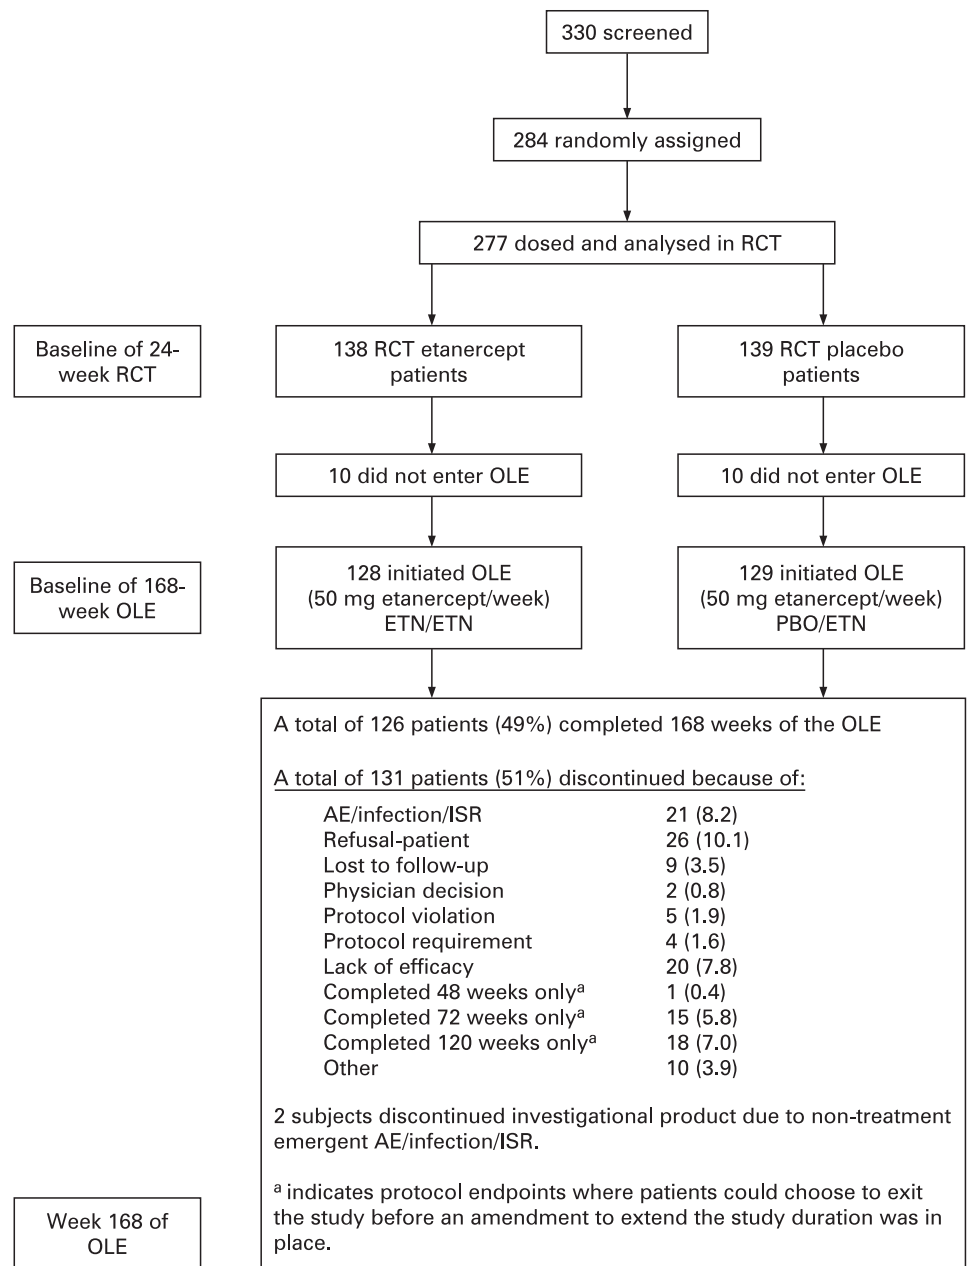 330 screened
284 randomly assigned
277 dosed and analysed in RCT
Baseline of 24-
week RCT
138 RCT etanercept
patients
139 RCT placebo
patients
10 did not enter OLE
10 did not enter OLE
Baseline of 168-
week OLE
128 initiated OLE
(50 mg etanercept/week)
ETN/ETN
129 initiated OLE
(50 mg etanercept/week)
PBO/ETN
A total of 126 patients (49%) completed 168 weeks of the OLE
A total of 131 patients (51%) discontinued because of:
AE/infection/ISR 21 (8.2)
Refusal-patient 26 (10.1)
Lost to follow-up 9 (3.5)
Physician decision 2 (0.8)
Protocol violation 5 (1.9)
Protocol requirement 4 (1.6)
Lack of efficacy 20 (7.8)
Completed 48 weeks onlyᵃ 1 (0.4)
Completed 72 weeks onlyᵃ 15 (5.8)
Completed 120 weeks onlyᵃ 18 (7.0)
Other 10 (3.9)
2 subjects discontinued investigational product due to non-treatment
emergent AE/infection/ISR.
ᵃ indicates protocol endpoints where patients could choose to exit
the study before an amendment to extend the study duration was in
place.
Week 168 of
OLE